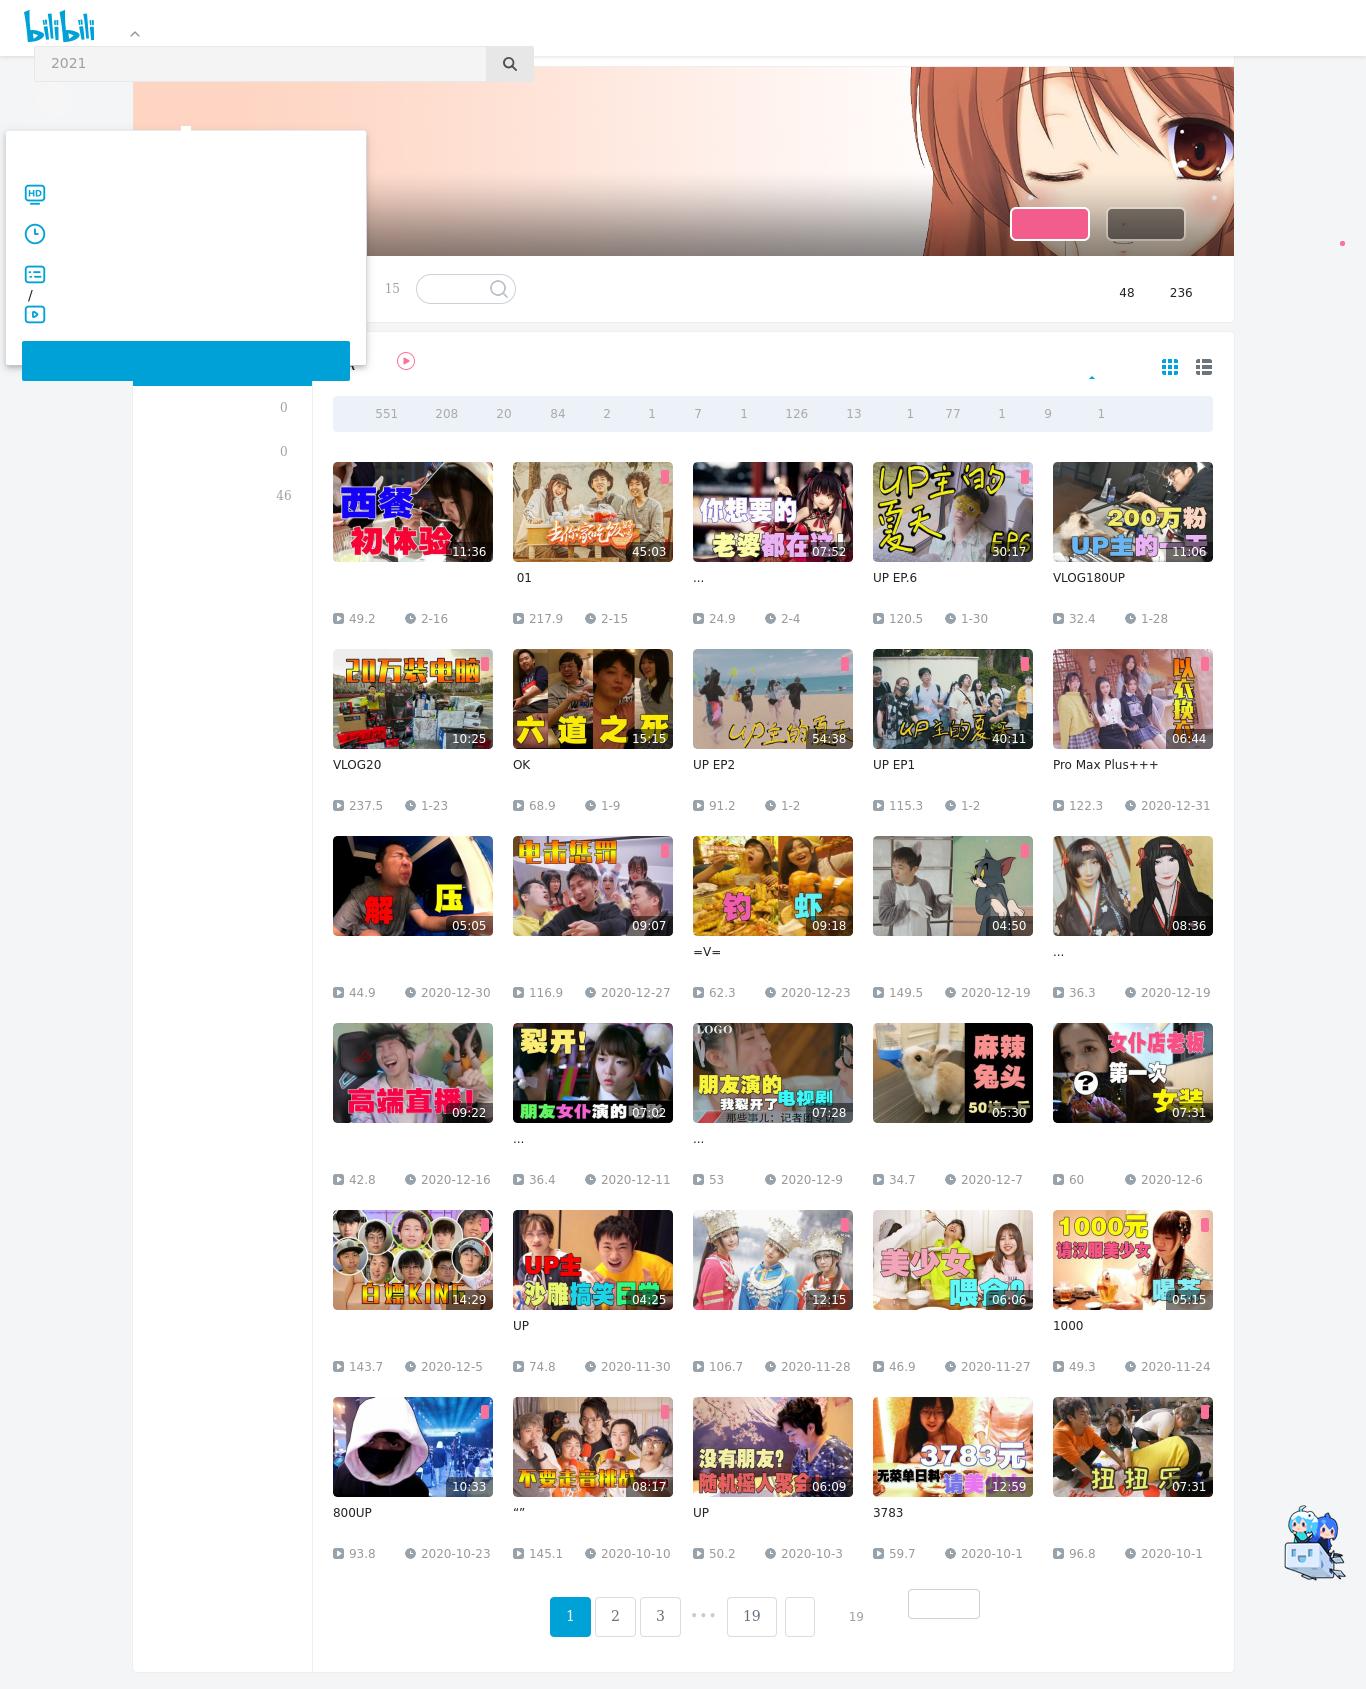 bilibili
2021
HD
/
15
48
236
0
0
46
551 208 20 84 2 1 7 1 126 13 1 77 1 9 1
西餐
初体验
11:36
去你家吃饭
45:03
你想要的
老婆都在这!
07:52
UP主的
夏天
EP6
30:17
200万粉
UP主的一天
11:06
01
...
UP EP.6
VLOG180UP
49.2 2-16
217.9 2-15
24.9 2-4
120.5 1-30
32.4 1-28
20万装电脑
10:25
六道之死
15:15
UP主的夏天
54:38
UP主的夏天
40:11
以衣换
06:44
VLOG20
OK
UP EP2
UP EP1
Pro Max Plus+++
237.5 1-23
68.9 1-9
91.2 1-2
115.3 1-2
122.3 2020-12-31
解压
05:05
电击惩罚
09:07
钓虾
09:18
04:50
08:36
=V=
...
44.9 2020-12-30
116.9 2020-12-27
62.3 2020-12-23
149.5 2020-12-19
36.3 2020-12-19
高端直播!
09:22
裂开!
朋友女仆演的
07:02
LOGO
朋友演的
我裂开了电视剧
那些事儿: 记者
07:28
麻辣
兔头
50块一斤
05:30
女仆店老板
第一次
?
女装
07:31
...
...
42.8 2020-12-16
36.4 2020-12-11
53 2020-12-9
34.7 2020-12-7
60 2020-12-6
白嫖KING
14:29
UP主
沙雕搞笑日常
04:25
12:15
美少女
喂食?
06:06
1000元
请汉服美少女
喝茶
05:15
UP
1000
143.7 2020-12-5
74.8 2020-11-30
106.7 2020-11-28
46.9 2020-11-27
49.3 2020-11-24
10:33
不要走音挑战
08:17
没有朋友?
随机摇人聚会!
06:09
3783元
无菜单日料
请美少女
12:59
扭扭乐
07:31
800UP
“”
UP
3783
93.8 2020-10-23
145.1 2020-10-10
50.2 2020-10-3
59.7 2020-10-1
96.8 2020-10-1
1 2 3 ••• 19
19